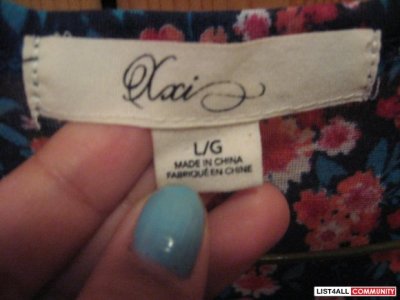 Xxi
L/G
MADE IN CHINA
FABRIQUÉ EN CHINE
LIST4ALL COMMUNITY